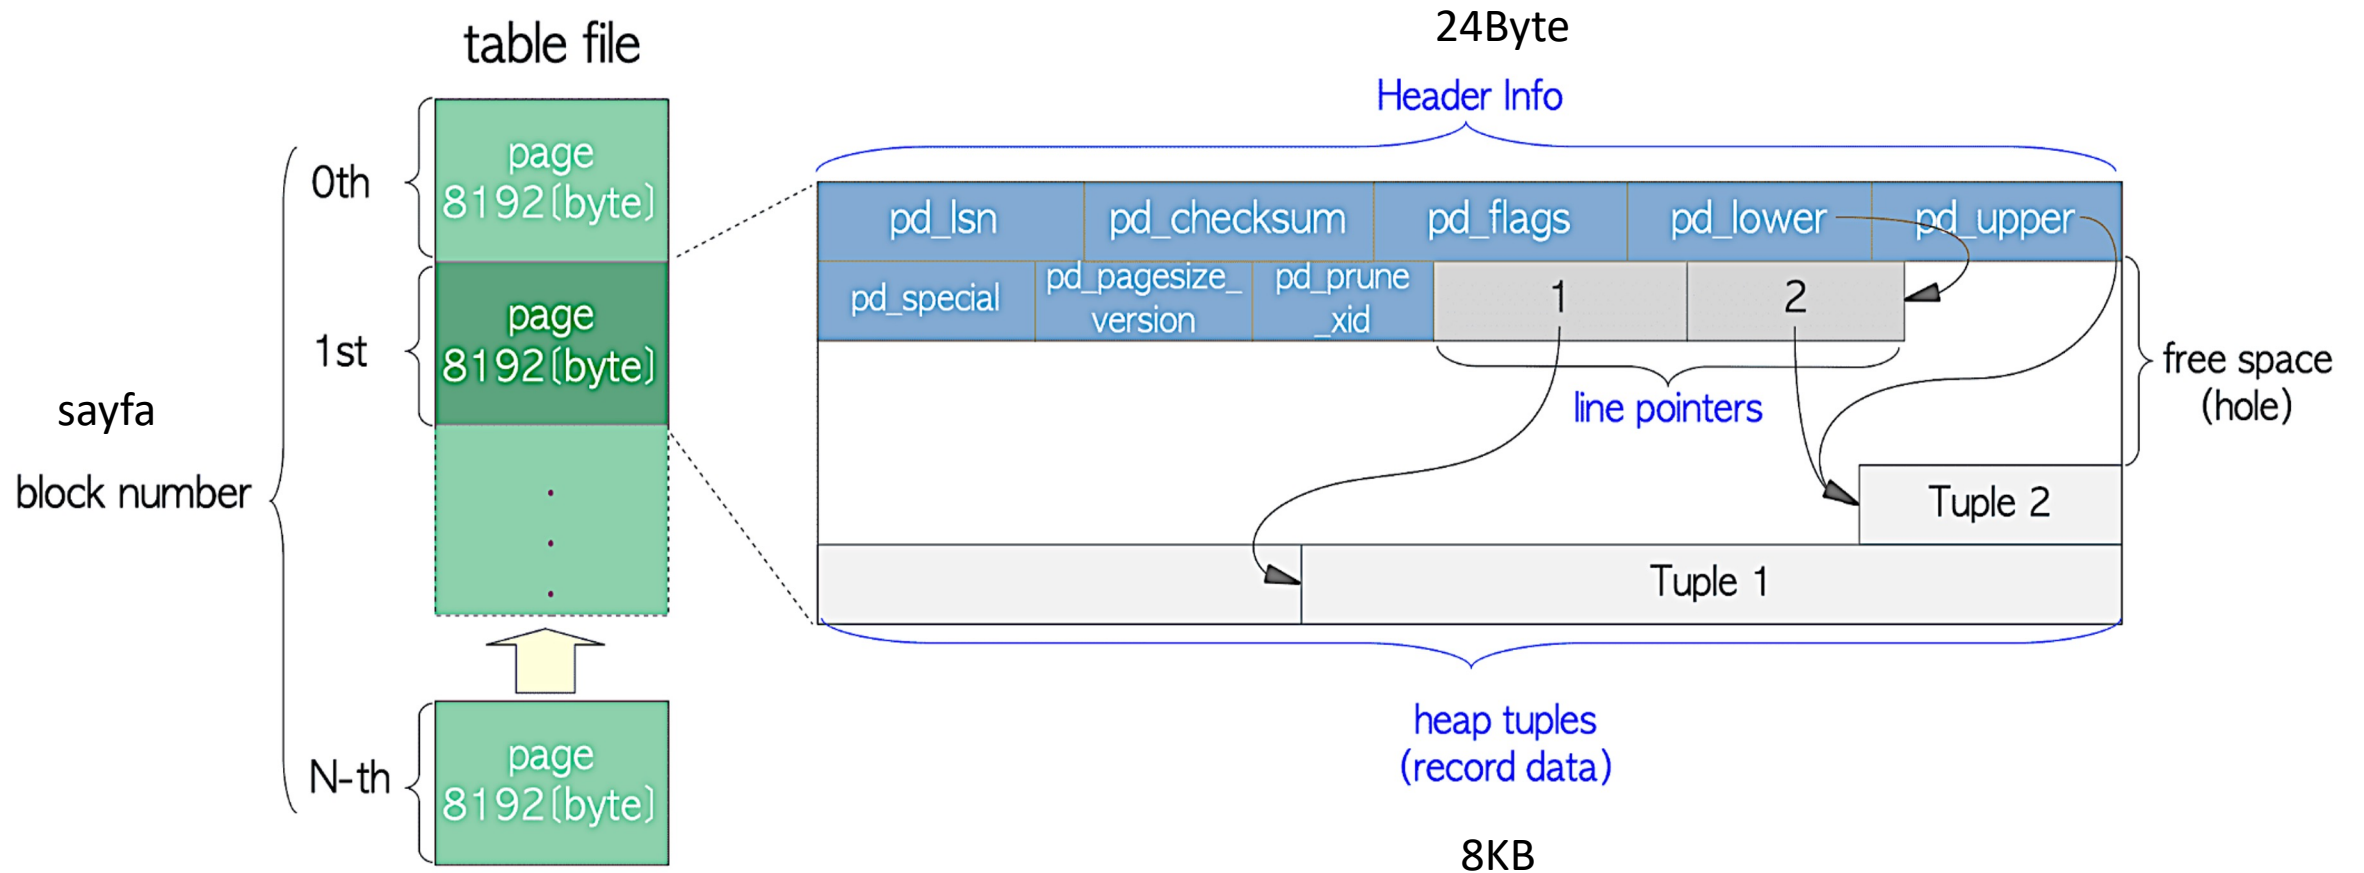 table file
0th
page
8192(byte)
1st
page
8192(byte)
sayfa
block number
.
.
.
N-th
page
8192(byte)
24Byte
Header Info
pd_lsn
pd_checksum
pd_flags
pd_lower
pd_upper
pd_special
pd_pagesize_
version
pd_prune
_xid
1
2
line pointers
free space
(hole)
Tuple 2
Tuple 1
heap tuples
(record data)
8KB